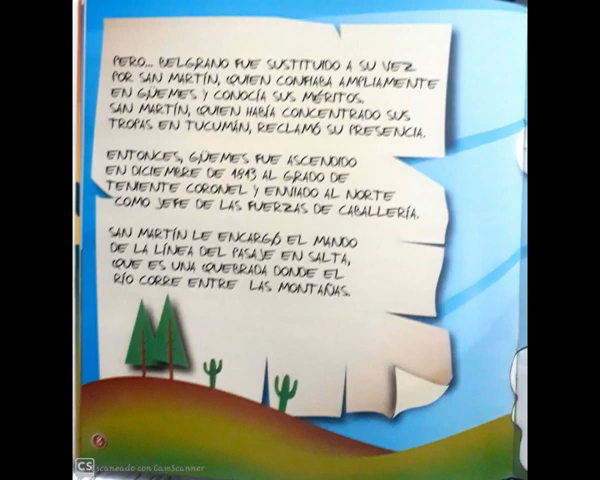 PERO... BELGRANO FUE SUSTITUIDO A SU VEZ
POR SAN MARTÍN, QUIEN CONFIABA AMPLIAMENTE
EN GÜEMES Y CONOCÍA SUS MÉRITOS.
SAN MARTÍN, QUIEN HABÍA CONCENTRADO SUS
TROPAS EN TUCUMÁN, RECLAMÓ SU PRESENCIA.
ENTONCES, GÜEMES FUE ASCENDIDO
EN DICIEMBRE DE 1813 AL GRADO DE
TENIENTE CORONEL Y ENVIADO AL NORTE
COMO JEFE DE LAS FUERZAS DE CABALLERÍA.
SAN MARTÍN LE ENCARGÓ EL MANDO
DE LA LÍNEA DEL PASAJE EN SALTA,
QUE ES UNA QUEBRADA DONDE EL
RÍO CORRE ENTRE LAS MONTAÑAS.
CS escaneado con CamScanner